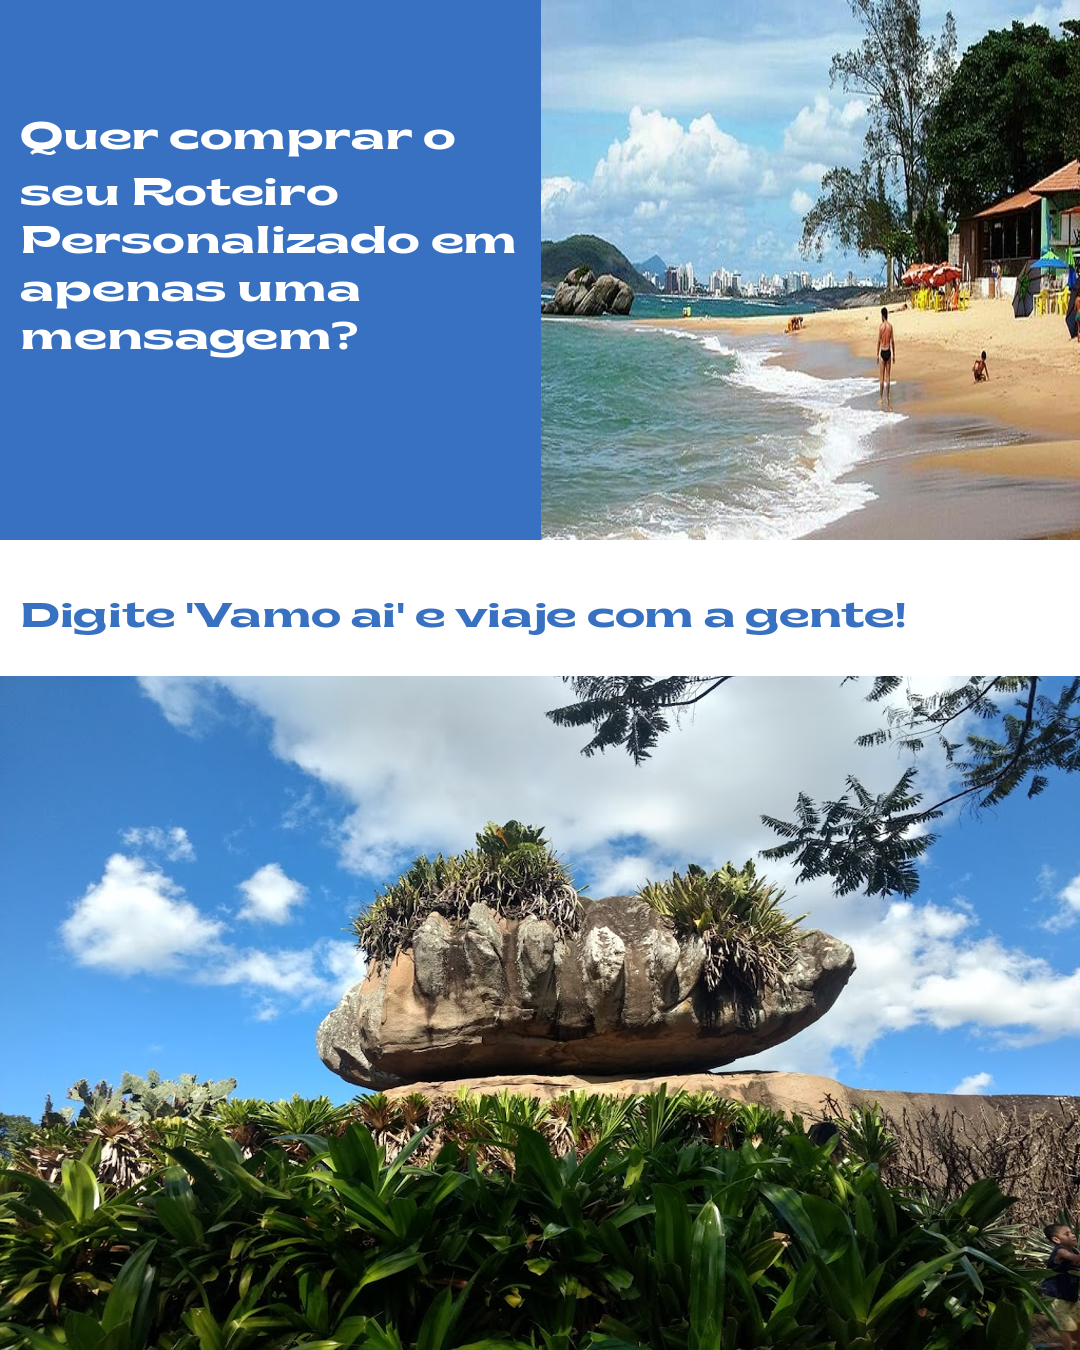 Quer comprar o
seu Roteiro
Personalizado em
apenas uma
mensagem?
Digite 'Vamo ai' e viaje com a gente!